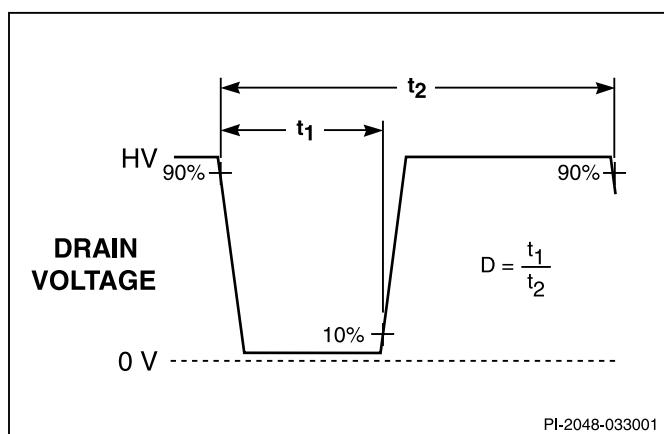 t2
t1
HV
90%
90%
DRAIN
VOLTAGE
D = t1/t2
10%
0 V
PI-2048-033001